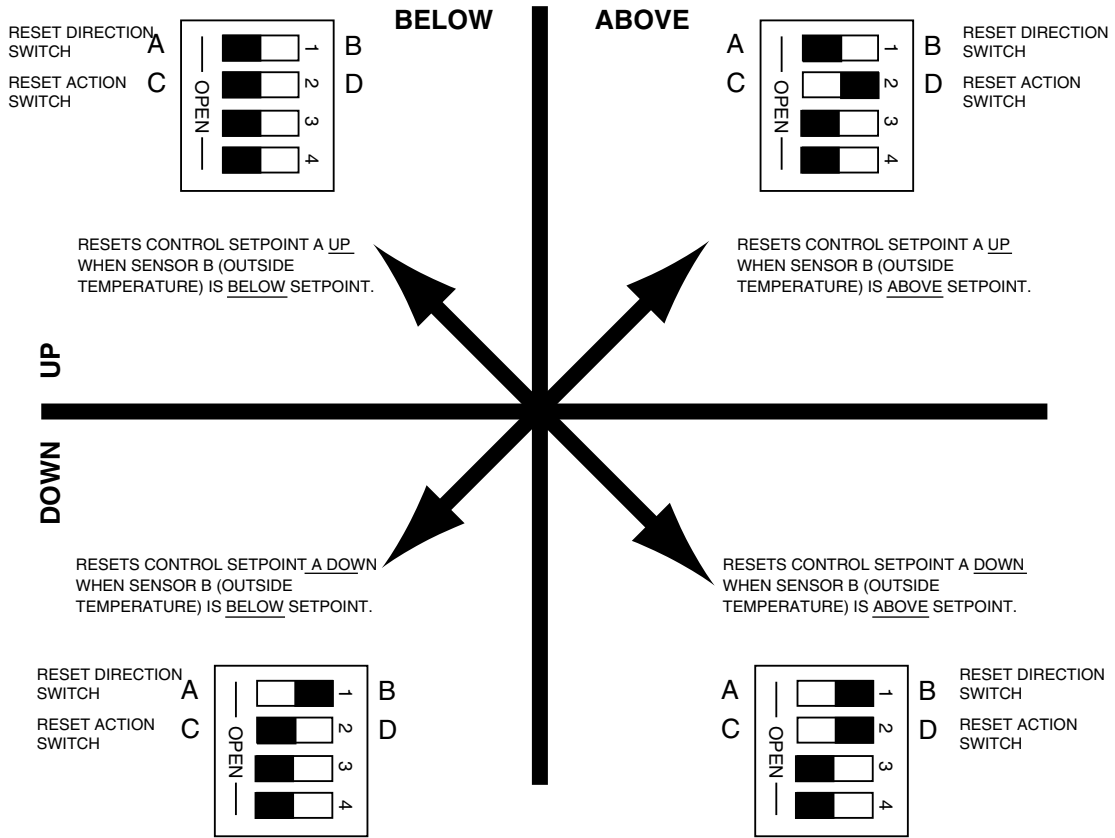 BELOW
ABOVE
RESET DIRECTION
SWITCH
A
B
RESET ACTION
SWITCH
C
D
OPEN
1
2
3
4
A
B
RESET DIRECTION
SWITCH
C
D
RESET ACTION
SWITCH
OPEN
1
2
3
4
RESETS CONTROL SETPOINT A UP
WHEN SENSOR B (OUTSIDE
TEMPERATURE) IS BELOW SETPOINT.
RESETS CONTROL SETPOINT A UP
WHEN SENSOR B (OUTSIDE
TEMPERATURE) IS ABOVE SETPOINT.
UP
DOWN
RESETS CONTROL SETPOINT A DOWN
WHEN SENSOR B (OUTSIDE
TEMPERATURE) IS BELOW SETPOINT.
RESETS CONTROL SETPOINT A DOWN
WHEN SENSOR B (OUTSIDE
TEMPERATURE) IS ABOVE SETPOINT.
RESET DIRECTION
SWITCH
A
B
RESET ACTION
SWITCH
C
D
OPEN
1
2
3
4
A
B
RESET DIRECTION
SWITCH
C
D
RESET ACTION
SWITCH
OPEN
1
2
3
4